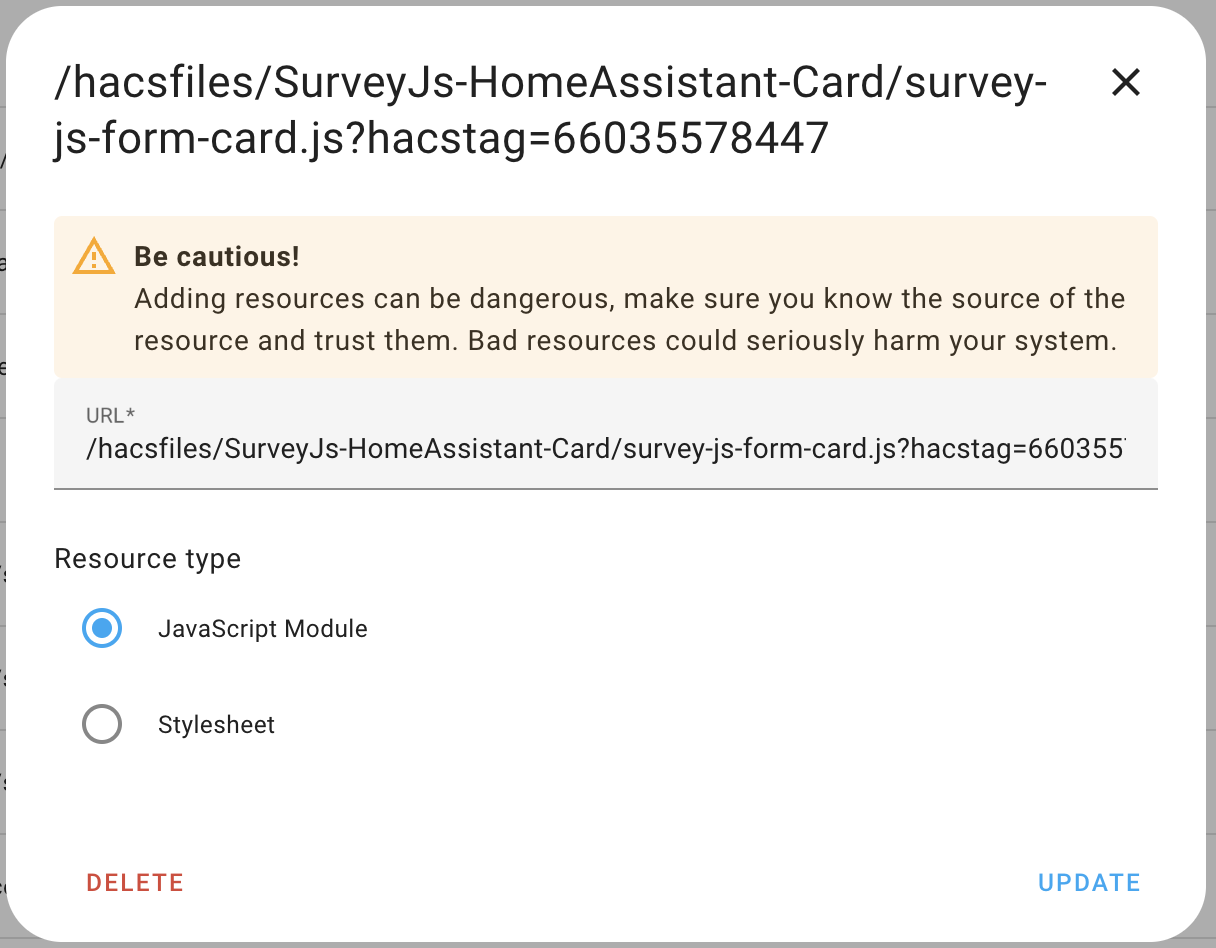 /hacsfiles/SurveyJs-HomeAssistant-Card/survey-
js-form-card.js?hacstag=66035578447
Be cautious!
Adding resources can be dangerous, make sure you know the source of the
resource and trust them. Bad resources could seriously harm your system.
URL*
/hacsfiles/SurveyJs-HomeAssistant-Card/survey-js-form-card.js?hacstag=660355
Resource type
JavaScript Module
Stylesheet
DELETE
UPDATE